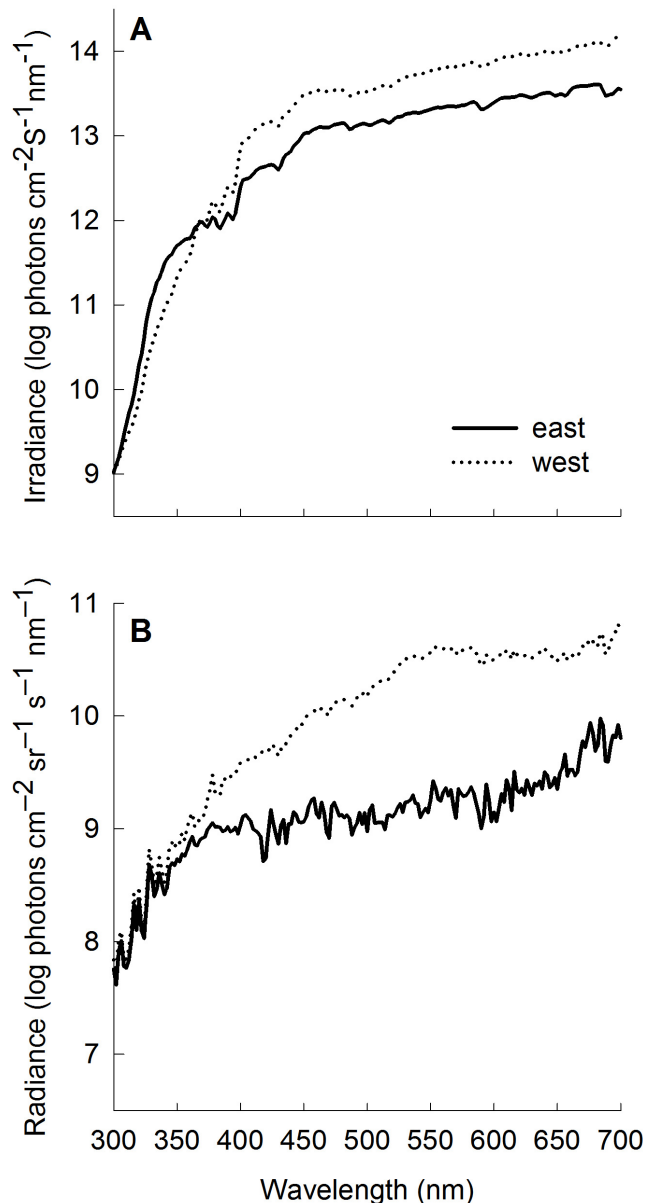 A
Irradiance (log photons cm-2S-1nm-1)
14
13
12
11
10
9
east
west
B
Radiance (log photons cm−2 sr−1 s−1 nm−1)
11
10
9
8
7
300 350 400 450 500 550 600 650 700
Wavelength (nm)